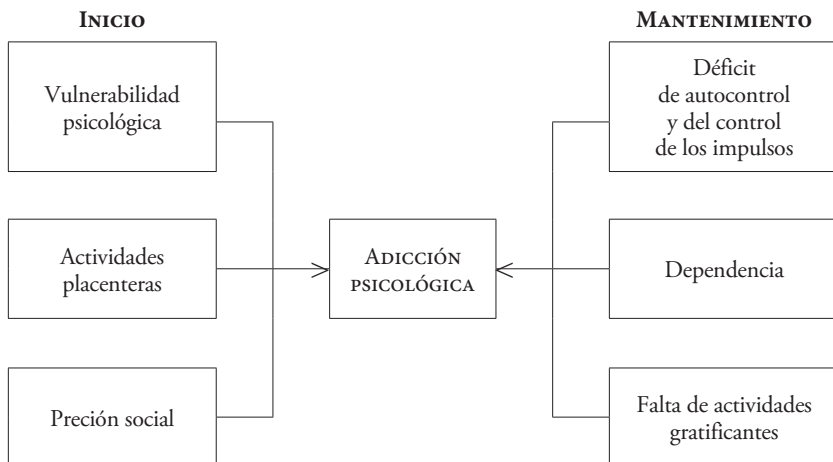 INICIO
Vulnerabilidad
psicológica
Actividades
placenteras
Preción social
ADICCIÓN
PSICOLÓGICA
MANTENIMIENTO
Déficit
de autocontrol
y del control
de los impulsos
Dependencia
Falta de actividades
gratificantes